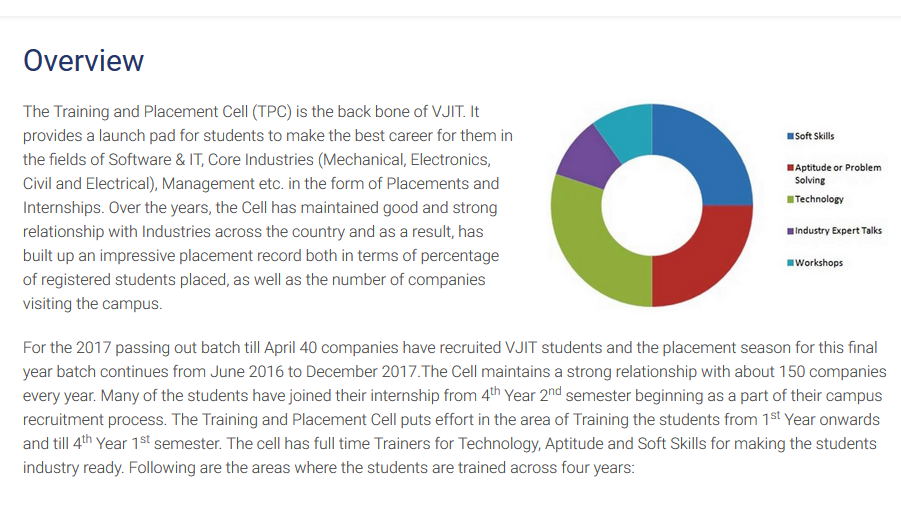 Overview
The Training and Placement Cell (TPC) is the back bone of VJIT. It
provides a launch pad for students to make the best career for them in
the fields of Software & IT, Core Industries (Mechanical, Electronics,
Civil and Electrical), Management etc. in the form of Placements and
Internships. Over the years, the Cell has maintained good and strong
relationship with Industries across the country and as a result, has
built up an impressive placement record both in terms of percentage
of registered students placed, as well as the number of companies
visiting the campus.
Soft Skills
Aptitude or Problem
Solving
Technology
Industry Expert Talks
Workshops
For the 2017 passing out batch till April 40 companies have recruited VJIT students and the placement season for this final
year batch continues from June 2016 to December 2017.The Cell maintains a strong relationship with about 150 companies
every year. Many of the students have joined their internship from 4th Year 2nd semester beginning as a part of their campus
recruitment process. The Training and Placement Cell puts effort in the area of Training the students from 1st Year onwards
and till 4th Year 1st semester. The cell has full time Trainers for Technology, Aptitude and Soft Skills for making the students
industry ready. Following are the areas where the students are trained across four years: